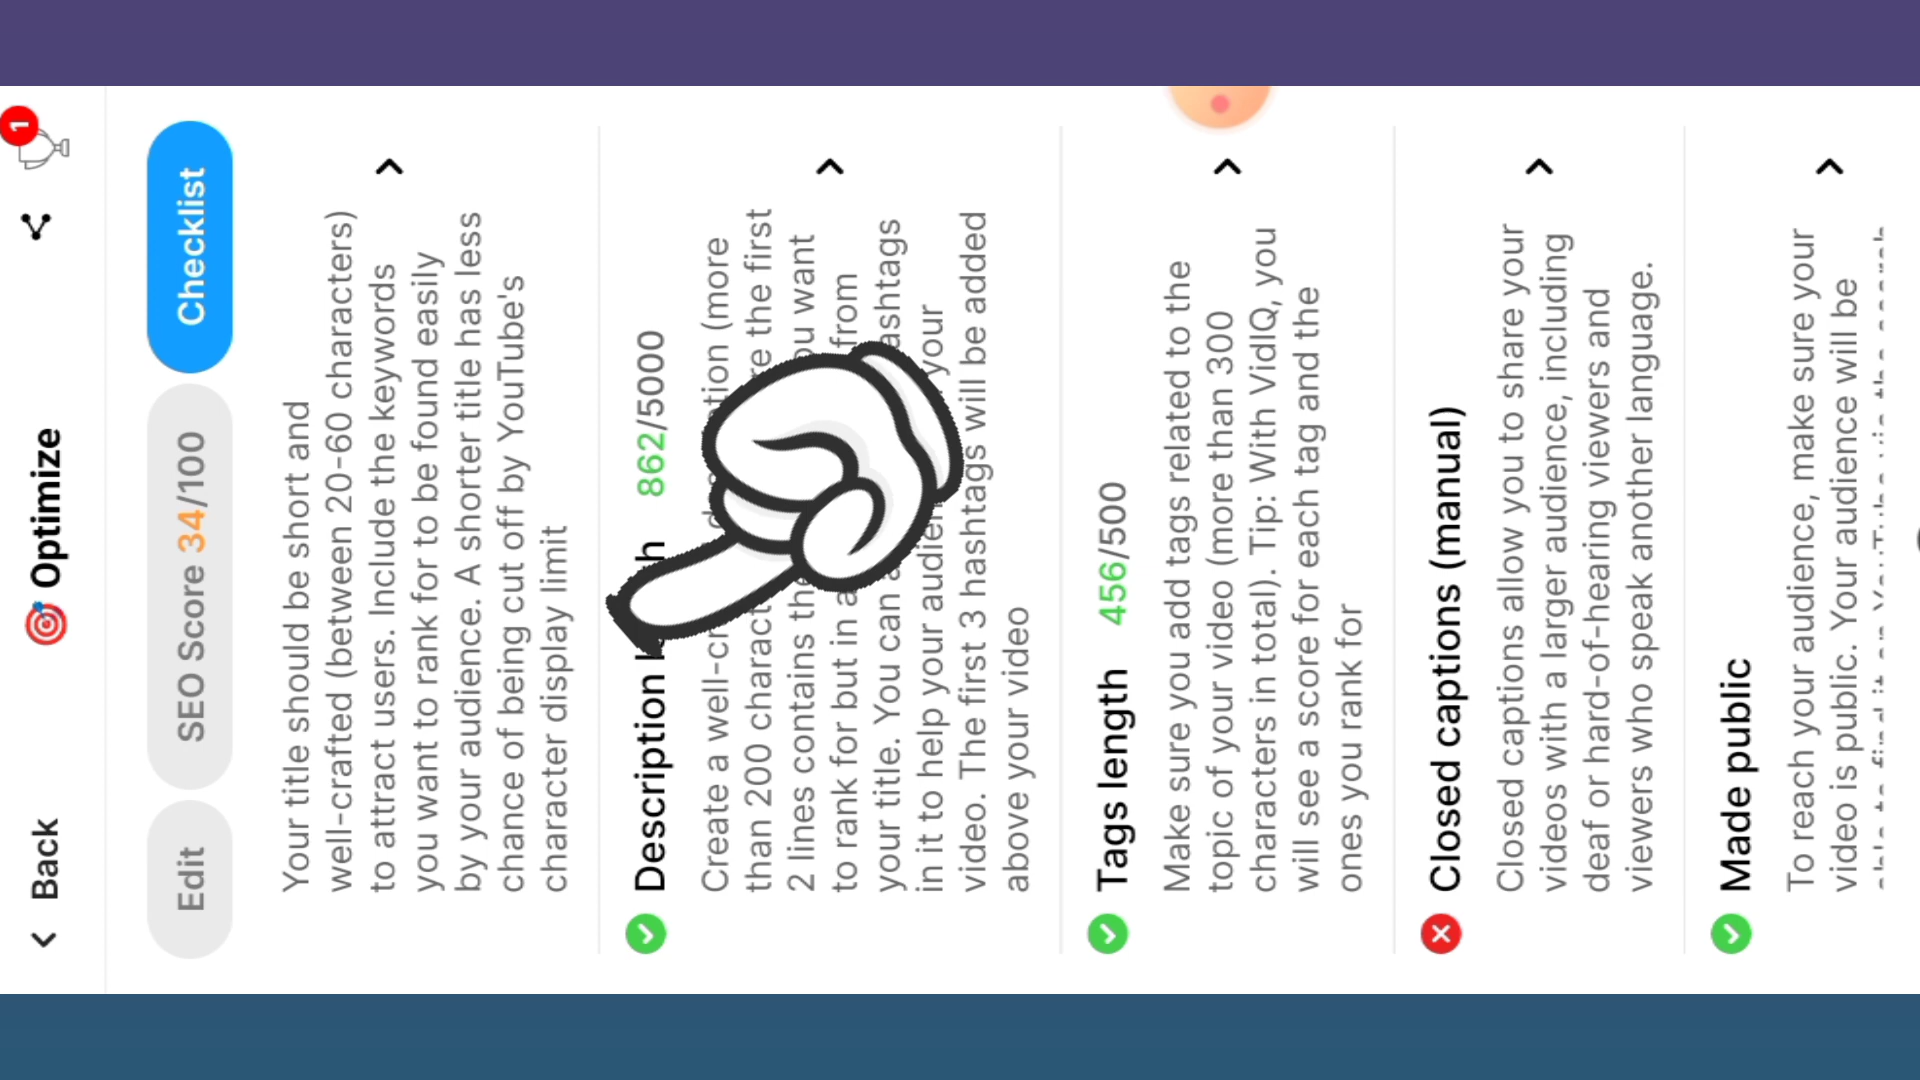 Back
Optimize
1
Edit
SEO Score 34/100
Checklist
Your title should be short and
well-crafted (between 20-60 characters)
to attract users. Include the keywords
you want to rank for to be found easily
by your audience. A shorter title has less
chance of being cut off by YouTube's
character display limit
Description 862/5000
Create a (more
than 200 the first
2 lines contains want
to rank for but in from
your title. You can
in it to help your your
video. The first 3 hashtags will be added
above your video
Tags length 456/500
Make sure you add tags related to the
topic of your video (more than 300
characters in total). Tip: With VidIQ, you
will see a score for each tag and the
ones you rank for
Closed captions (manual)
Closed captions allow you to share your
videos with a larger audience, including
deaf or hard-of-hearing viewers and
viewers who speak another language.
Made public
To reach your audience, make sure your
video is public. Your audience will be